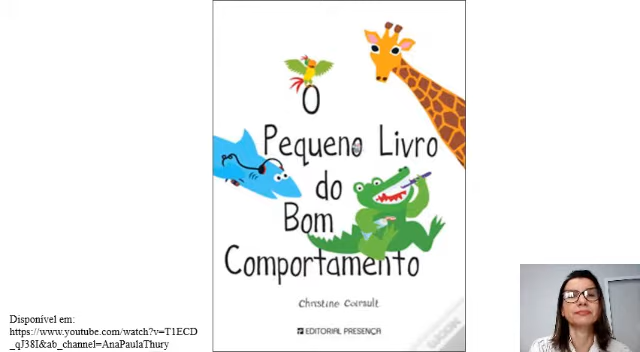 O
Pequeno Livro
do
Bom
Comportamento
Christine Coirault
EDITORIAL PRESENÇA
Disponível em:
https://www.youtube.com/watch?v=T1ECD
_qJ38I&ab_channel=AnaPaulaThury